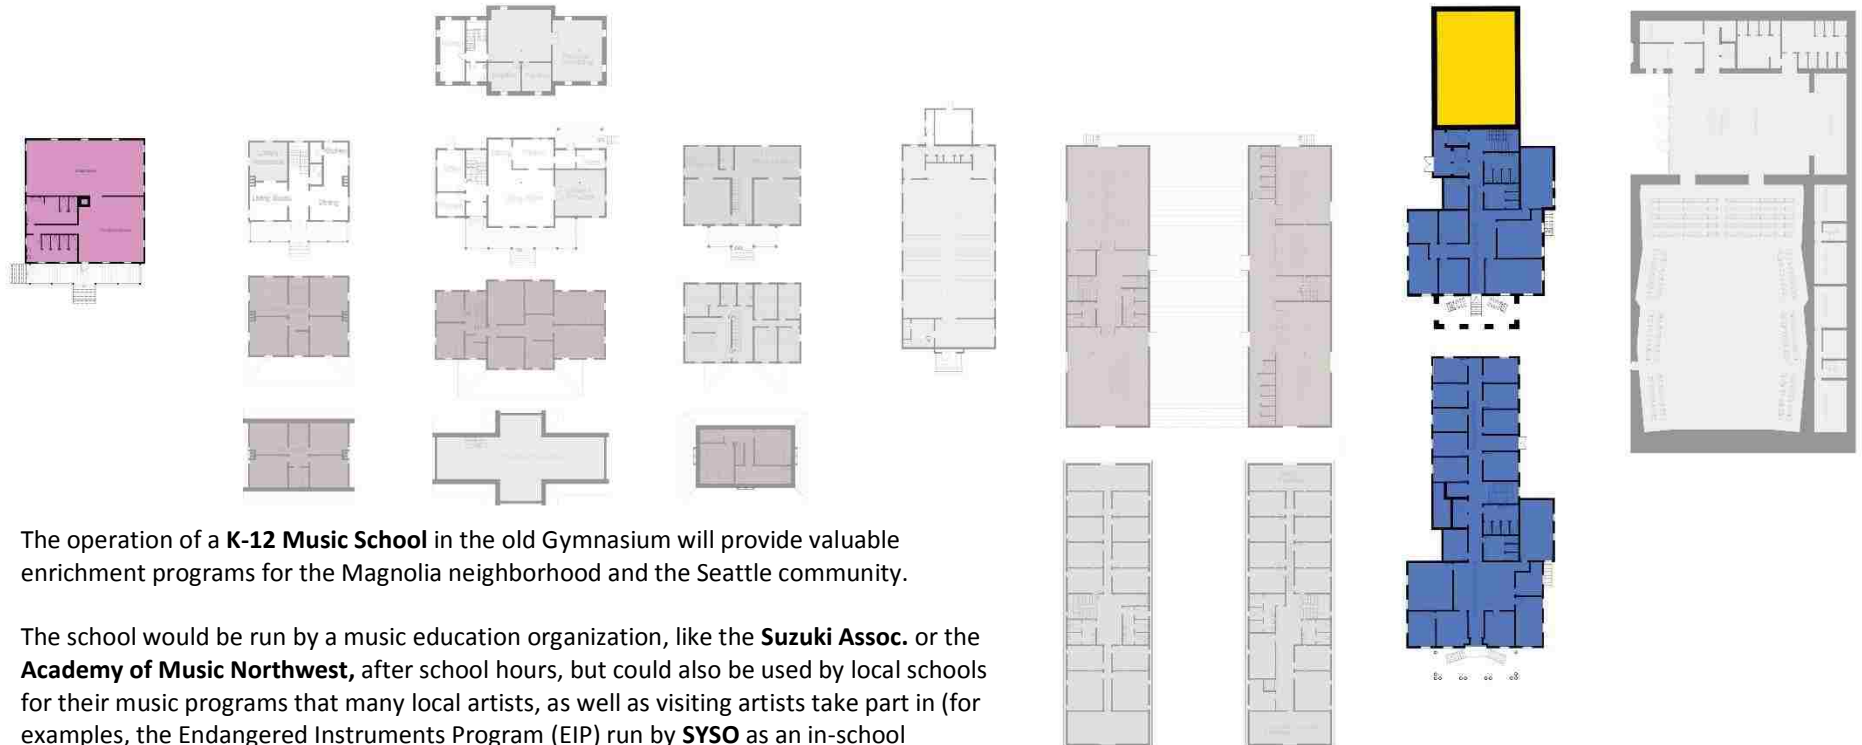 Living Room
Dining
The operation of a K-12 Music School in the old Gymnasium will provide valuable
enrichment programs for the Magnolia neighborhood and the Seattle community.
The school would be run by a music education organization, like the Suzuki Assoc. or the
Academy of Music Northwest, after school hours, but could also be used by local schools
for their music programs that many local artists, as well as visiting artists take part in (for
examples, the Endangered Instruments Program (EIP) run by SYSO as an in-school